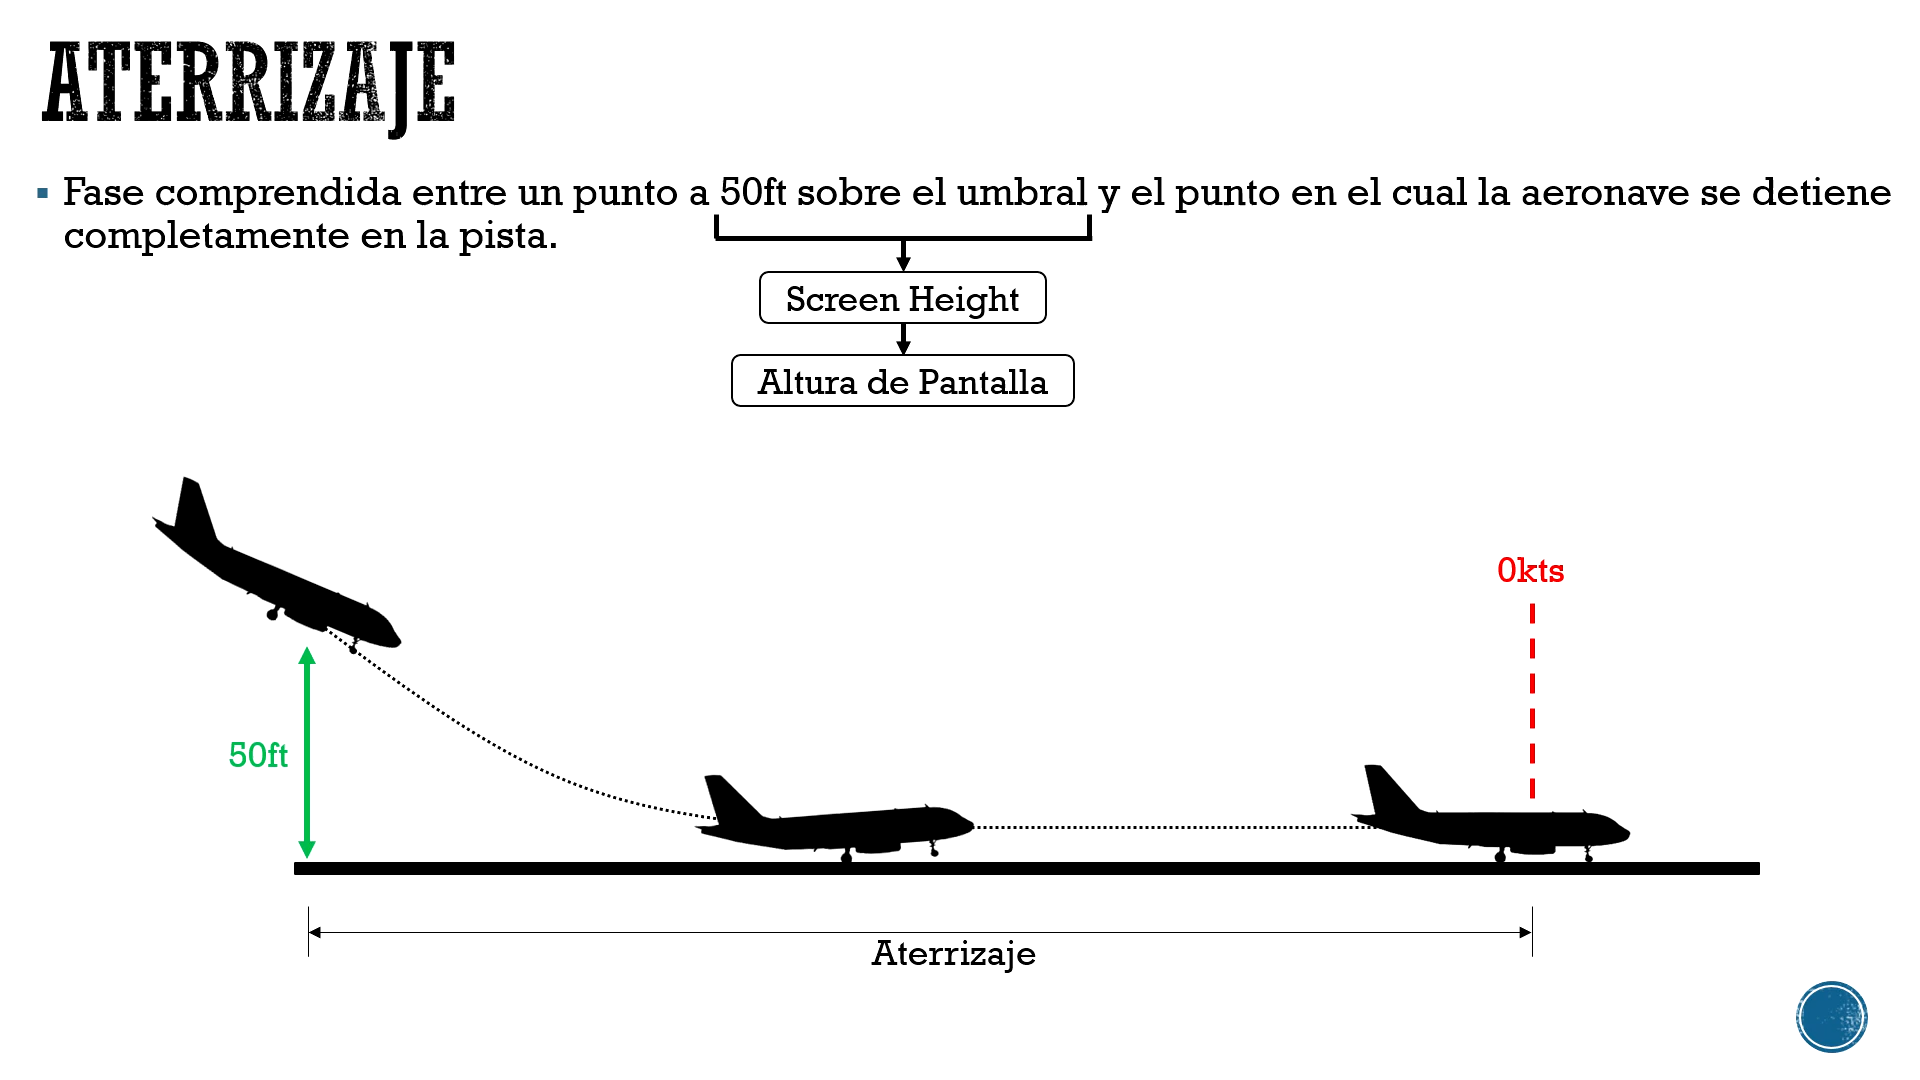 ATERRIZAJE
▪ Fase comprendida entre un punto a 50ft sobre el umbral y el punto en el cual la aeronave se detiene
completamente en la pista.
Screen Height
Altura de Pantalla
0kts
50ft
Aterrizaje